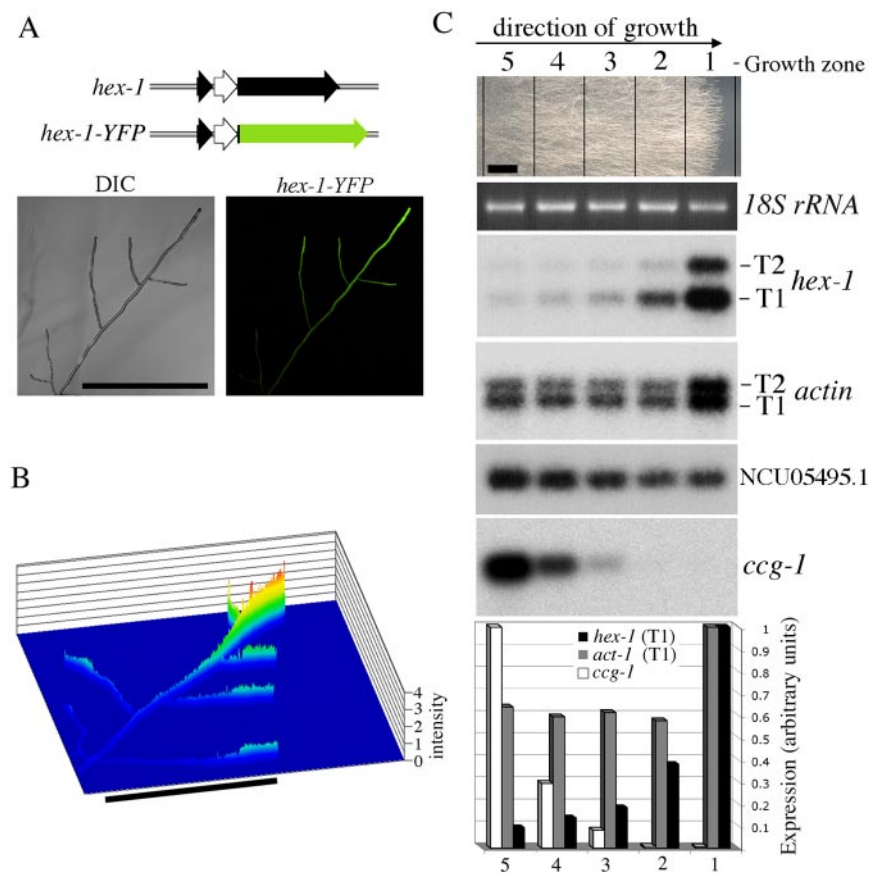 A
hex-1
hex-1-YFP
DIC
hex-1-YFP
B
4
3
2
1
0
intensity
C
direction of growth
5 4 3 2 1 - Growth zone
18S rRNA
T2
hex-1
T1
T2
actin
T1
NCU05495.1
ccg-1
hex-1 (T1)
act-1 (T1)
ccg-1
1
0.9
0.8
0.7
0.6
0.5
0.4
0.3
0.2
0.1
Expression (arbitrary units)
5 4 3 2 1